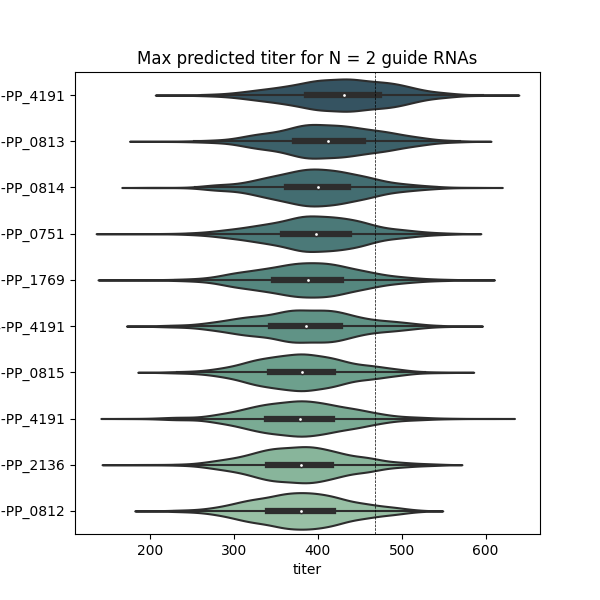 Max predicted titer for N = 2 guide RNAs
-PP_4191
-PP_0813
-PP_0814
-PP_0751
-PP_1769
-PP_4191
-PP_0815
-PP_4191
-PP_2136
-PP_0812
200 300 400 500 600
titer